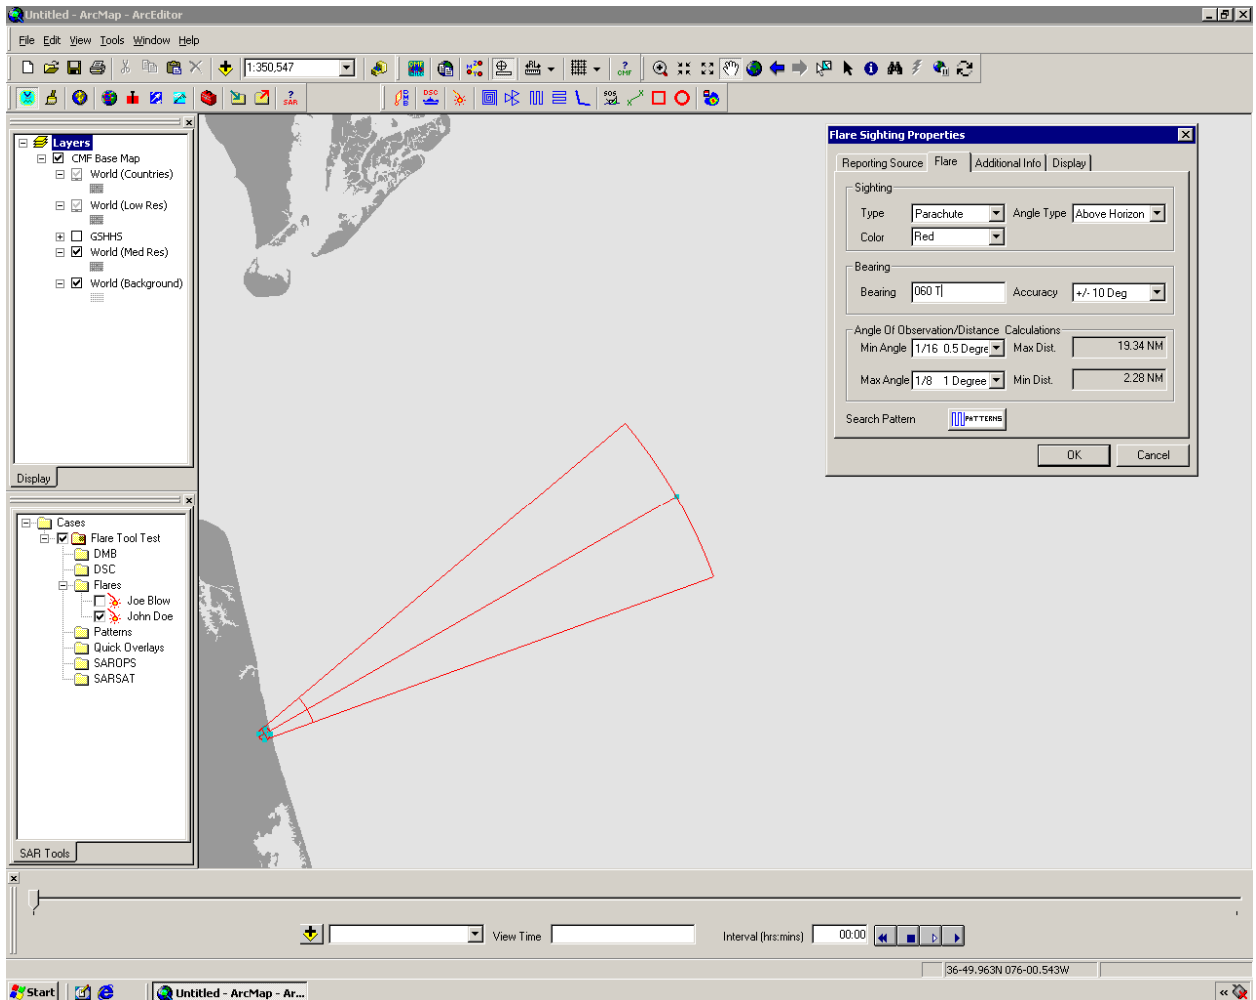 Untitled - ArcMap - ArcEditor
File Edit View Tools Window Help
1:350,547
? CMF
DSC
SOS
? SAR
Layers
CMF Base Map
World (Countries)
World (Low Res)
GSHHS
World (Med Res)
World (Background)
Display
Cases
Flare Tool Test
DMB
DSC
Flares
Joe Blow
John Doe
Patterns
Quick Overlays
SAROPS
SARSAT
SAR Tools
Flare Sighting Properties
Reporting Source Flare Additional Info Display
Sighting
Type Parachute Angle Type Above Horizon
Color Red
Bearing
Bearing 060 T Accuracy +/- 10 Deg
Angle Of Observation/Distance Calculations
Min Angle 1/16 0.5 Degre Max Dist. 19.34 NM
Max Angle 1/8 1 Degree Min Dist. 2.28 NM
Search Pattern PATTERNS
OK Cancel
View Time Interval (hrs:mins) 00:00
36-49.963N 076-00.543W
Start Untitled - ArcMap - Ar... «